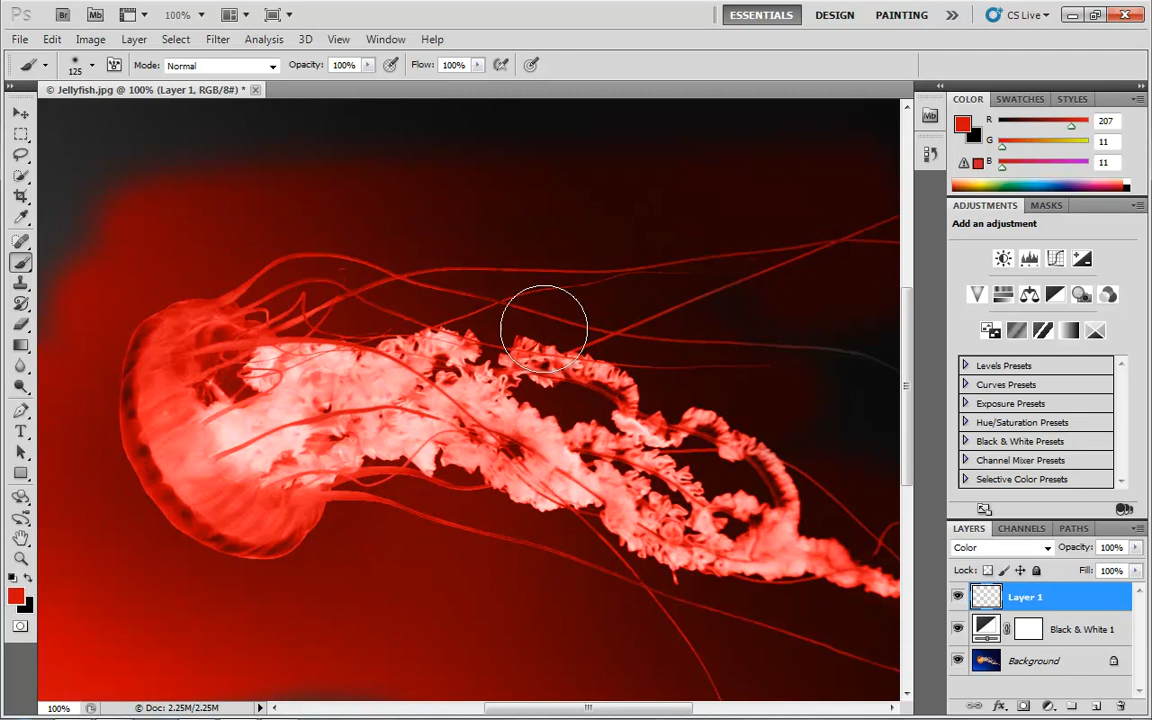 Ps Br Mb 100% ESSENTIALS DESIGN PAINTING CS Live
File Edit Image Layer Select Filter Analysis 3D View Window Help
125 Mode: Normal Opacity: 100% Flow: 100%
© Jellyfish.jpg @ 100% (Layer 1, RGB/8#) *
Mb
COLOR SWATCHES STYLES
R 207
G 11
B 11
ADJUSTMENTS MASKS
Add an adjustment
Levels Presets
Curves Presets
Exposure Presets
Hue/Saturation Presets
Black & White Presets
Channel Mixer Presets
Selective Color Presets
LAYERS CHANNELS PATHS
Color Opacity: 100%
Lock: Fill: 100%
Layer 1
Black & White 1
Background
fx
T
100% © Doc: 2.25M/2.25M